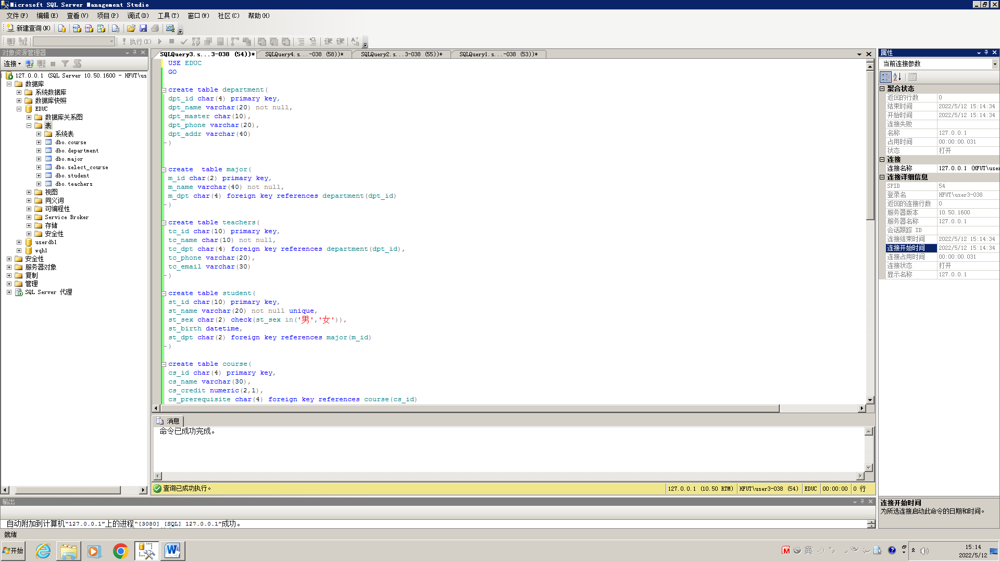 Microsoft SQL Server Management Studio
文件(F) 编辑(E) 查看(V) 项目(P) 调试(D) 工具(T) 窗口(W) 社区(C) 帮助(H)
新建查询(N)
执行(X)
对象资源管理器
连接
127.0.0.1 (SQL Server 10.50.1600 - HFUT\us
数据库
系统数据库
数据库快照
EDUC
数据库关系图
表
系统表
dbo.course
dbo.department
dbo.major
dbo.select_course
dbo.student
dbo.teachers
视图
同义词
可编程性
Service Broker
存储
安全性
userdb1
wqh1
安全性
服务器对象
复制
管理
SQL Server 代理
SQLQuery3.s...3-038 (54))* SQLQuery4.s...-038 (58))* SQLQuery2.s...3-038 (55))* SQLQuery1.s...-038 (53))*
USE EDUC
GO
create table department(
dpt_id char(4) primary key,
dpt_name varchar(20) not null,
dpt_master char(10),
dpt_phone varchar(20),
dpt_addr varchar(40)
)
create  table major(
m_id char(2) primary key,
m_name varchar(40) not null,
m_dpt char(4) foreign key references department(dpt_id)
)
create table teachers(
tc_id char(10) primary key,
tc_name char(10) not null,
tc_dpt char(4) foreign key references department(dpt_id),
tc_phone varchar(20),
tc_email varchar(30)
)
create table student(
st_id char(10) primary key,
st_name varchar(20) not null unique,
st_sex char(2) check(st_sex in('男','女')),
st_birth datetime,
st_dpt char(2) foreign key references major(m_id)
)
create table course(
cs_id char(4) primary key,
cs_name varchar(30),
cs_credit numeric(2,1),
cs_prerequisite char(4) foreign key references course(cs_id)
消息
命令已成功完成。
查询已成功执行。
127.0.0.1 (10.50 RTM) HFUT\user3-038 (54) EDUC 00:00:00 0 行
属性
当前连接参数
聚合状态
返回的行数 0
结束时间 2022/5/12 15:14:34
开始时间 2022/5/12 15:14:34
连接失败
名称 127.0.0.1
占用时间 00:00:00.031
状态 打开
连接
连接名称 127.0.0.1 (HFUT\user
连接详细信息
SPID 54
登录名 HFUT\user3-038
返回的连接行数 0
服务器版本 10.50.1600
服务器名称 127.0.0.1
会话跟踪 ID
连接结束时间 2022/5/12 15:14:34
连接开始时间 2022/5/12 15:14:34
连接占用时间 00:00:00.031
连接状态 打开
显示名称 127.0.0.1
连接开始时间
为所选连接启动此命令的日期和时间。
输出
自动附加到计算机“127.0.0.1”上的进程“[3080] [SQL] 127.0.0.1”成功。
就绪
开始
15:14
2022/5/12